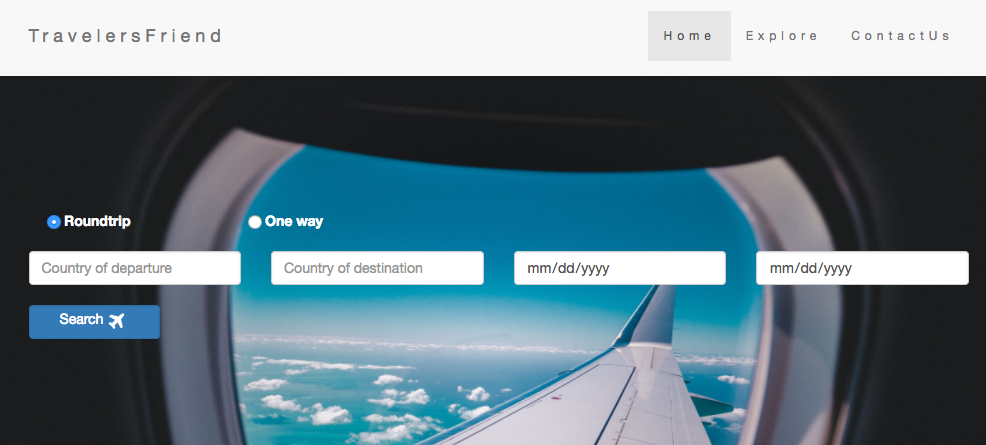 TravelersFriend
Home Explore ContactUs
Roundtrip One way
Country of departure Country of destination mm/dd/yyyy mm/dd/yyyy
Search